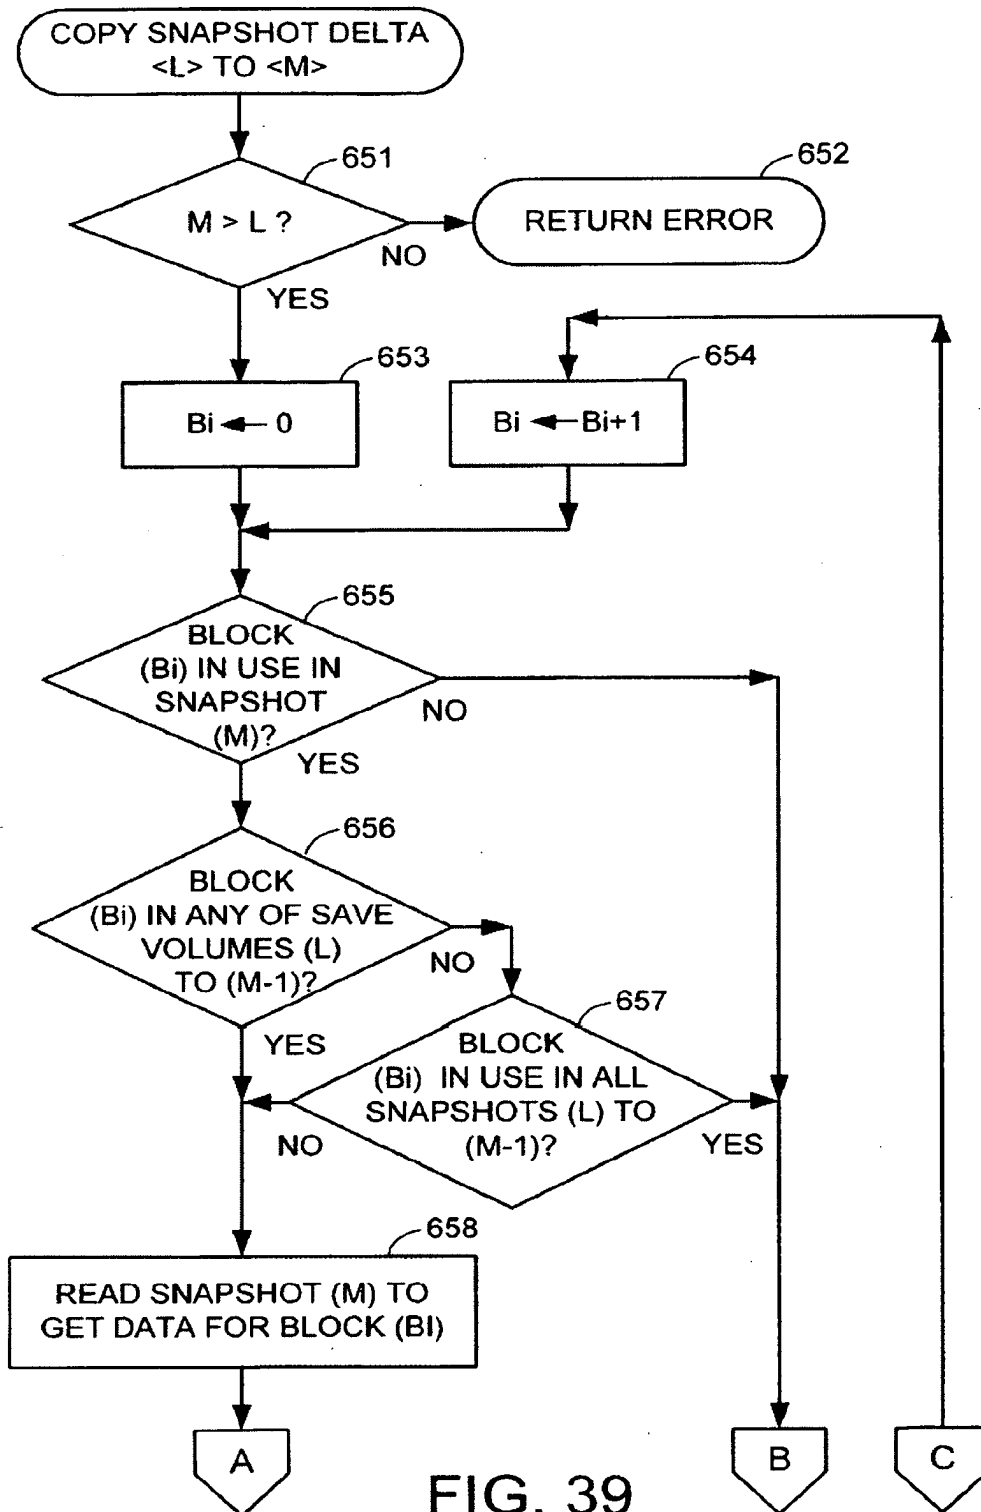 COPY SNAPSHOT DELTA
<L> TO <M>
651
M > L ?
NO
YES
652
RETURN ERROR
653
Bi ← 0
654
Bi ← Bi+1
655
BLOCK
(Bi) IN USE IN
SNAPSHOT
(M)?
NO
YES
656
BLOCK
(Bi) IN ANY OF SAVE
VOLUMES (L)
TO (M-1)?
NO
YES
657
BLOCK
(Bi) IN USE IN ALL
SNAPSHOTS (L) TO
(M-1)?
NO
YES
658
READ SNAPSHOT (M) TO
GET DATA FOR BLOCK (BI)
A
B
C
FIG. 39